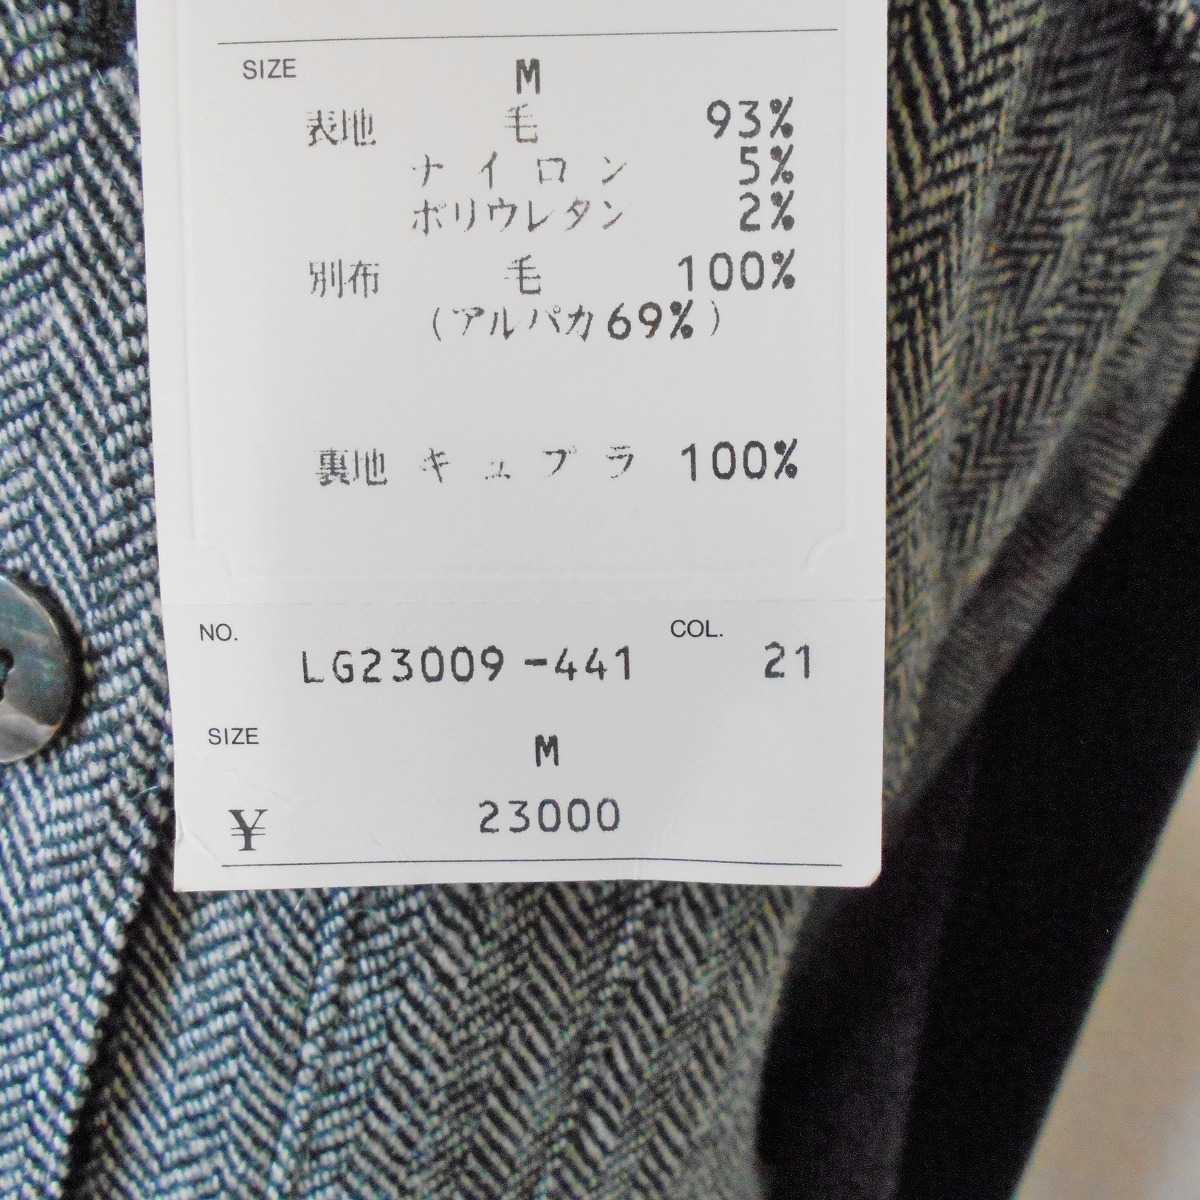 SIZE M
表地 毛 93%
ナイロン 5%
ポリウレタン 2%
別布 毛 100%
(アルパカ69%)
裏地 キュプラ 100%
NO. LG23009-441 COL. 21
SIZE M
¥ 23000